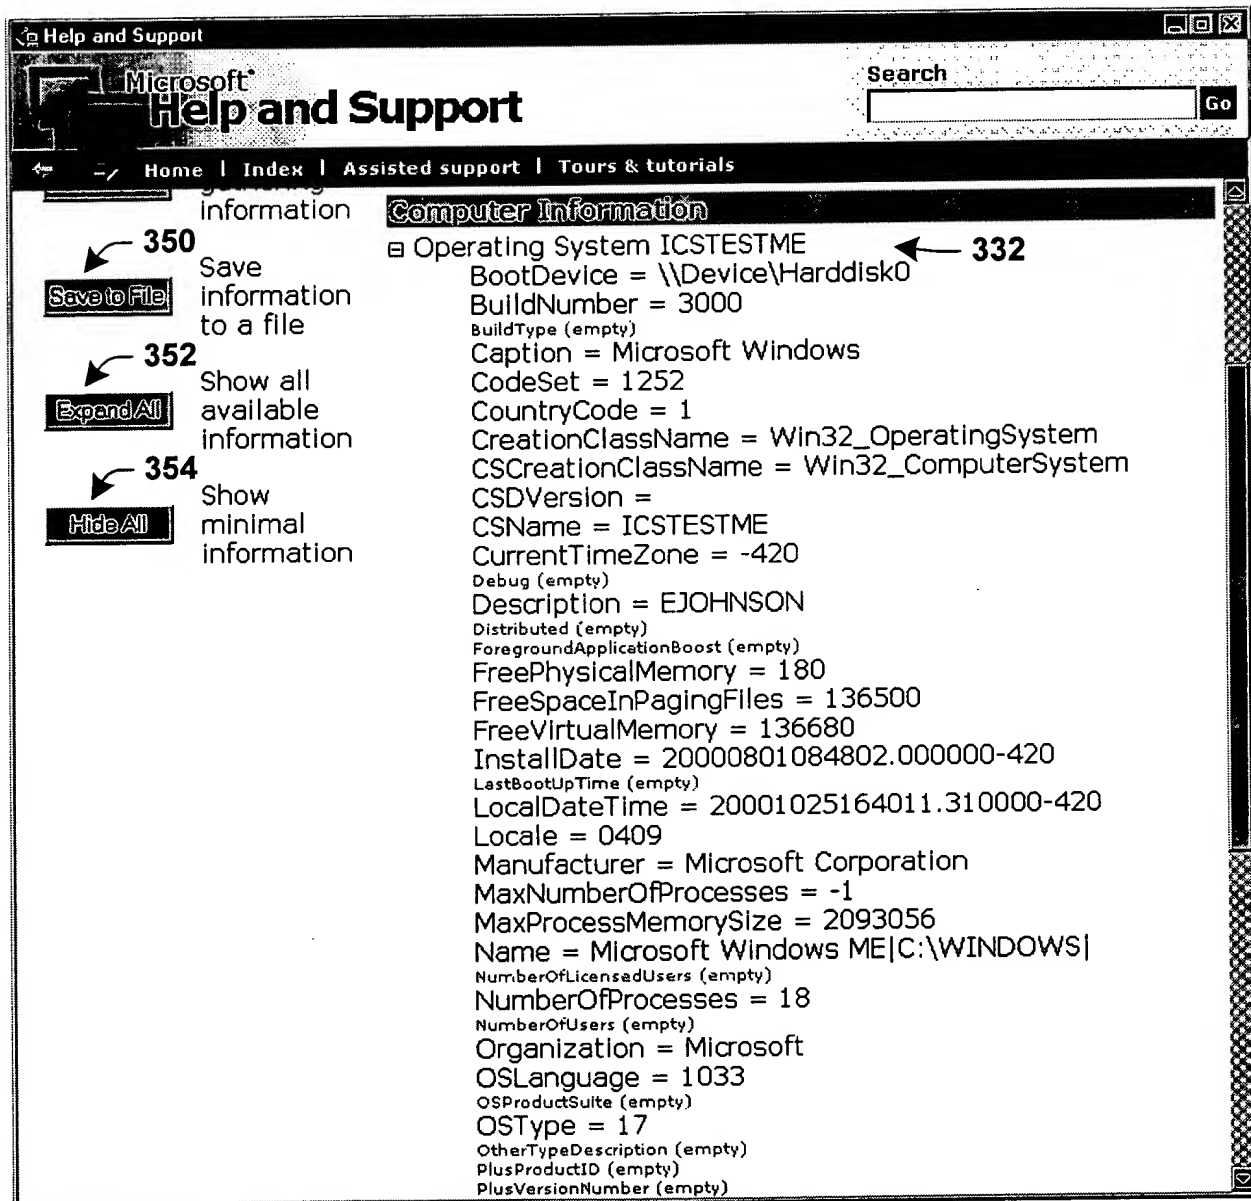 Help and Support
Microsoft
Help and Support
Search
Go
Home | Index | Assisted support | Tours & tutorials
information
350
Save to File
Save
information
to a file
352
Expand All
Show all
available
information
354
Hide All
Show
minimal
information
Computer Information
Operating System ICSTESTME
332
BootDevice = \\Device\Harddisk0
BuildNumber = 3000
BuildType (empty)
Caption = Microsoft Windows
CodeSet = 1252
CountryCode = 1
CreationClassName = Win32_OperatingSystem
CSCreationClassName = Win32_ComputerSystem
CSDVersion =
CSName = ICSTESTME
CurrentTimeZone = -420
Debug (empty)
Description = EJOHNSON
Distributed (empty)
ForegroundApplicationBoost (empty)
FreePhysicalMemory = 180
FreeSpaceInPagingFiles = 136500
FreeVirtualMemory = 136680
InstallDate = 20000801084802.000000-420
LastBootUpTime (empty)
LocalDateTime = 20001025164011.310000-420
Locale = 0409
Manufacturer = Microsoft Corporation
MaxNumberOfProcesses = -1
MaxProcessMemorySize = 2093056
Name = Microsoft Windows ME|C:\WINDOWS|
NumberOfLicensedUsers (empty)
NumberOfProcesses = 18
NumberOfUsers (empty)
Organization = Microsoft
OSLanguage = 1033
OSProductSuite (empty)
OSType = 17
OtherTypeDescription (empty)
PlusProductID (empty)
PlusVersionNumber (empty)